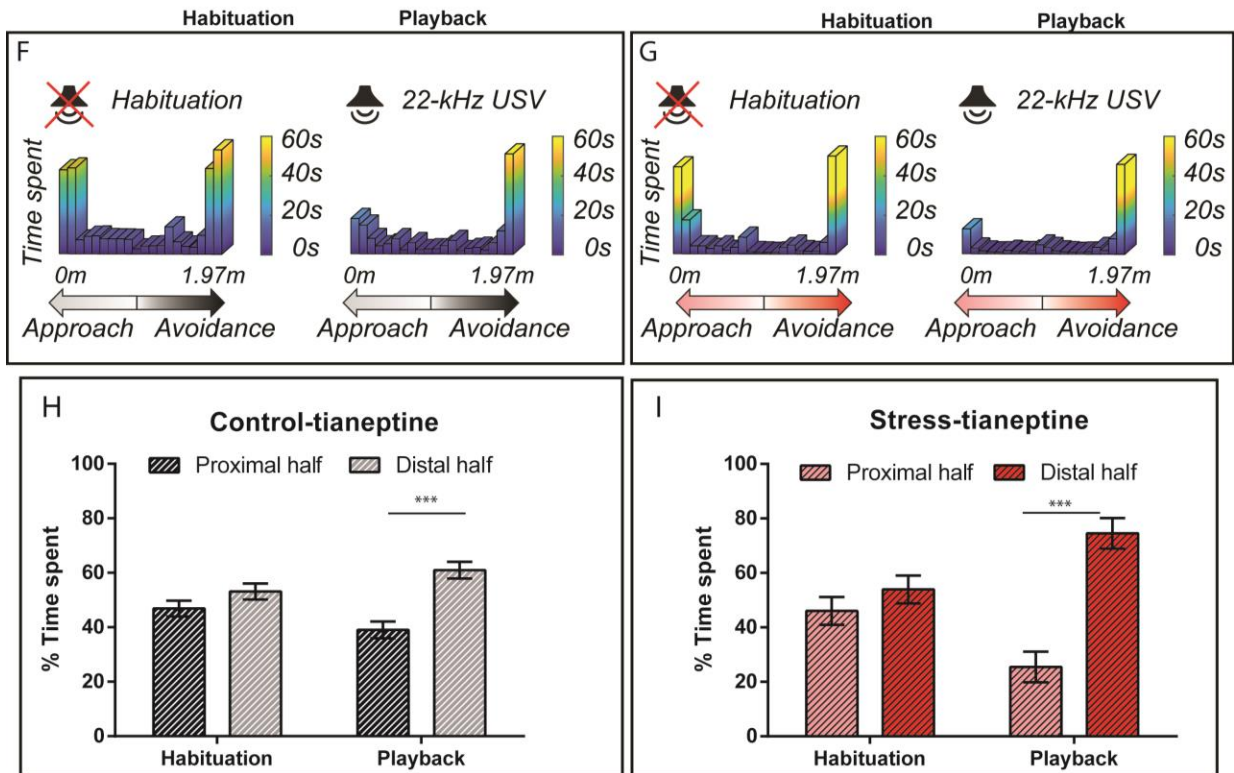 Habituation Playback
Habituation Playback
F
Habituation
22-kHz USV
Time spent
60s
40s
20s
0s
60s
40s
20s
0s
0m 1.97m
0m 1.97m
Approach Avoidance
Approach Avoidance
G
Habituation
22-kHz USV
Time spent
60s
40s
20s
0s
60s
40s
20s
0s
0m 1.97m
0m 1.97m
Approach Avoidance
Approach Avoidance
H
Control-tianeptine
Proximal half Distal half
% Time spent
100
80
60
40
20
0
***
Habituation Playback
I
Stress-tianeptine
Proximal half Distal half
% Time spent
100
80
60
40
20
0
***
Habituation Playback